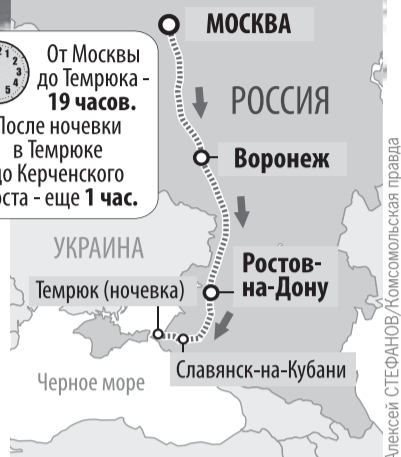 МОСКВА
От Москвы
до Темрюка -
19 часов.
После ночевки
в Темрюке
до Керченского
моста - еще 1 час.
РОССИЯ
Воронеж
УКРАИНА
Ростов-
на-Дону
Темрюк (ночевка)
Славянск-на-Кубани
Черное море
Алексей СТЕФАНОВ/Комсомольская правда